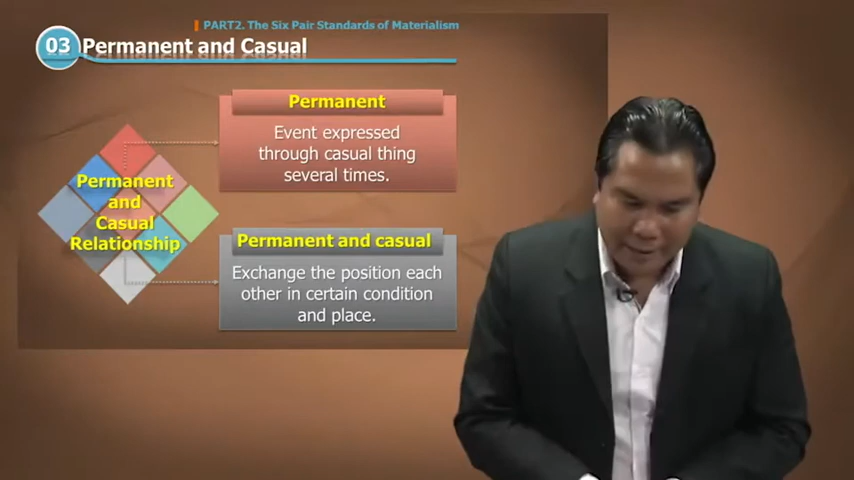 PART2. The Six Pair Standards of Materialism
03 Permanent and Casual
Permanent
Event expressed
through casual thing
several times.
Permanent
and
Casual
Relationship
Permanent and casual
Exchange the position each
other in certain condition
and place.